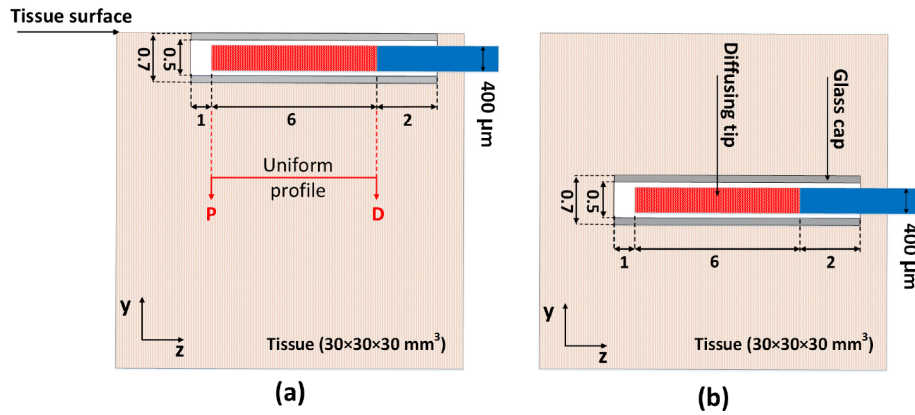 Tissue surface
0.7
0.5
400 µm
1
6
2
Uniform
profile
P
D
y
z
Tissue (30×30×30 mm³)
(a)
Diffusing tip
Glass cap
0.7
0.5
400 µm
1
6
2
y
z
Tissue (30×30×30 mm³)
(b)